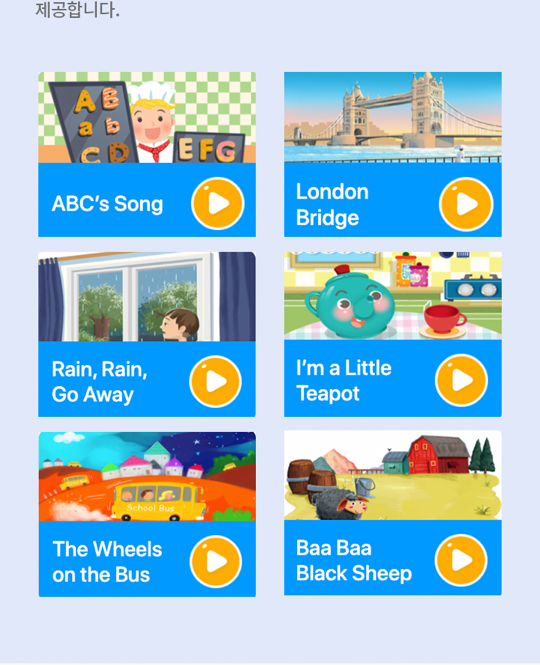 제공합니다.
A B
a b
C D
E F G
ABC's Song
London
Bridge
Rain, Rain,
Go Away
I'm a Little
Teapot
School Bus
The Wheels
on the Bus
Baa Baa
Black Sheep